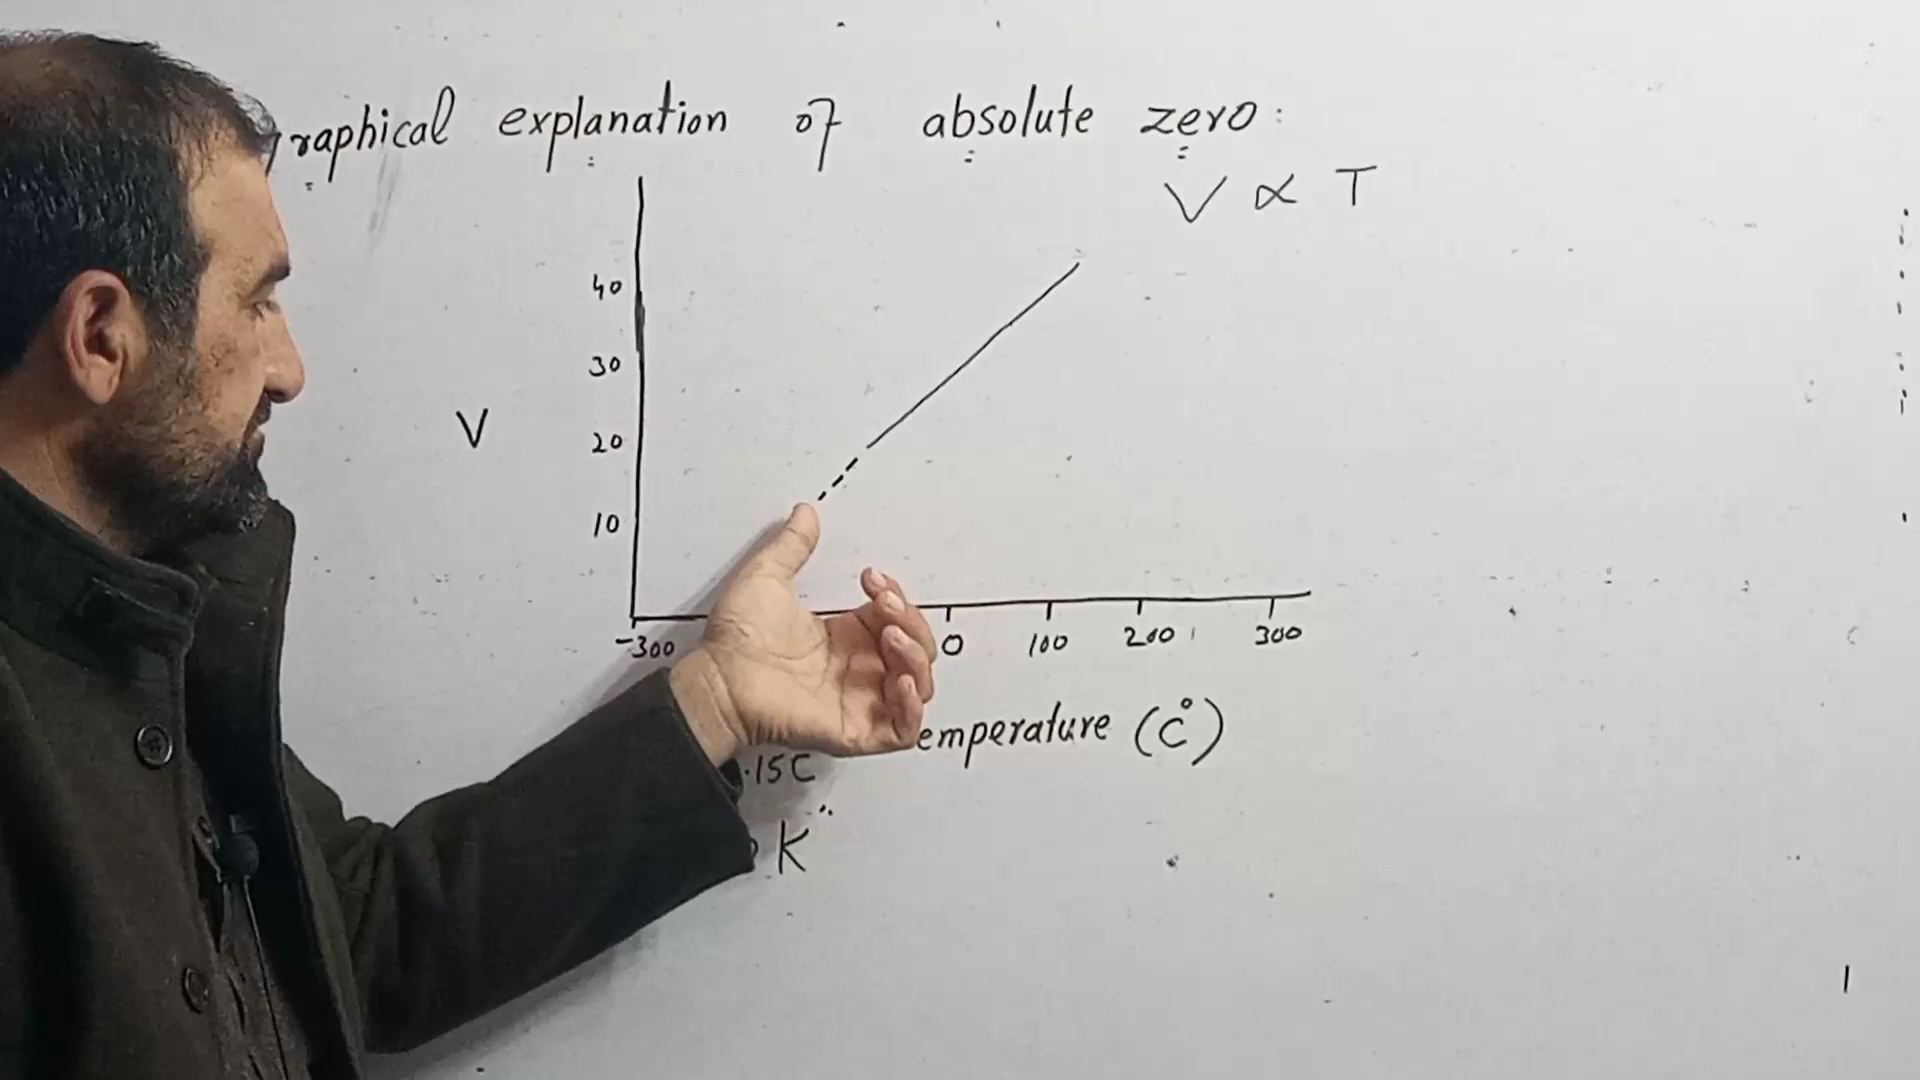 raphical explanation of absolute zero:
V ∝ T
40
30
V
20
10
-300 0 100 200 300
emperature (C°)
.15C
K